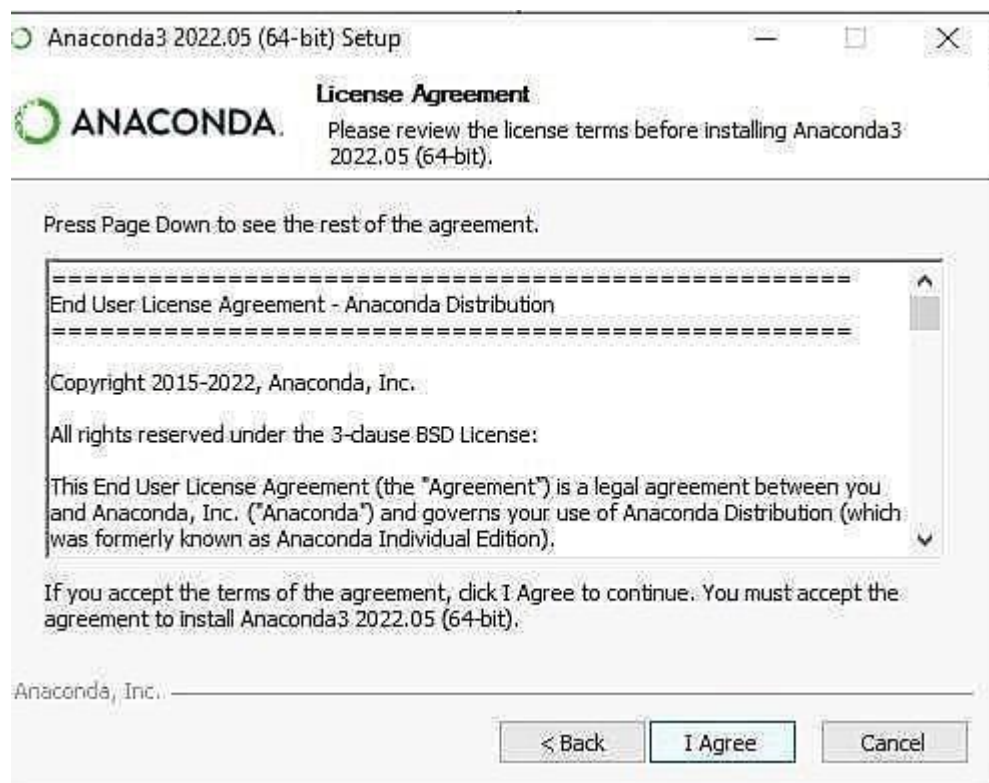 Anaconda3 2022.05 (64-bit) Setup
ANACONDA.
License Agreement
Please review the license terms before installing Anaconda3
2022.05 (64-bit).
Press Page Down to see the rest of the agreement.
==================================================
End User License Agreement - Anaconda Distribution
==================================================
Copyright 2015-2022, Anaconda, Inc.
All rights reserved under the 3-clause BSD License:
This End User License Agreement (the "Agreement") is a legal agreement between you
and Anaconda, Inc. ("Anaconda") and governs your use of Anaconda Distribution (which
was formerly known as Anaconda Individual Edition).
If you accept the terms of the agreement, click I Agree to continue. You must accept the
agreement to install Anaconda3 2022.05 (64-bit).
Anaconda, Inc.
< Back I Agree Cancel